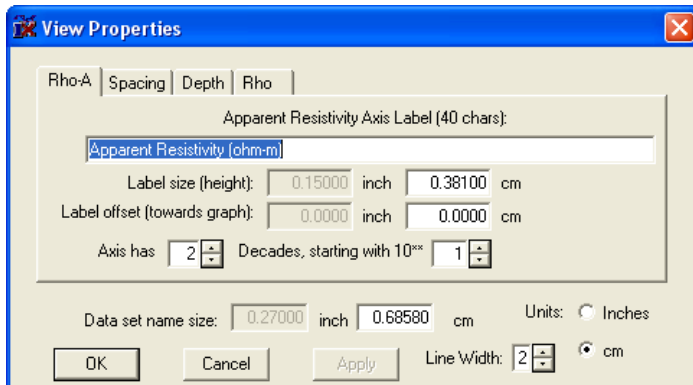 View Properties
Rho-A Spacing Depth Rho
Apparent Resistivity Axis Label (40 chars):
Apparent Resistivity (ohm-m)
Label size (height): 0.15000 inch 0.38100 cm
Label offset (towards graph): 0.0000 inch 0.0000 cm
Axis has 2 Decades, starting with 10** 1
Data set name size: 0.27000 inch 0.68580 cm Units: Inches
OK Cancel Apply Line Width: 2 cm